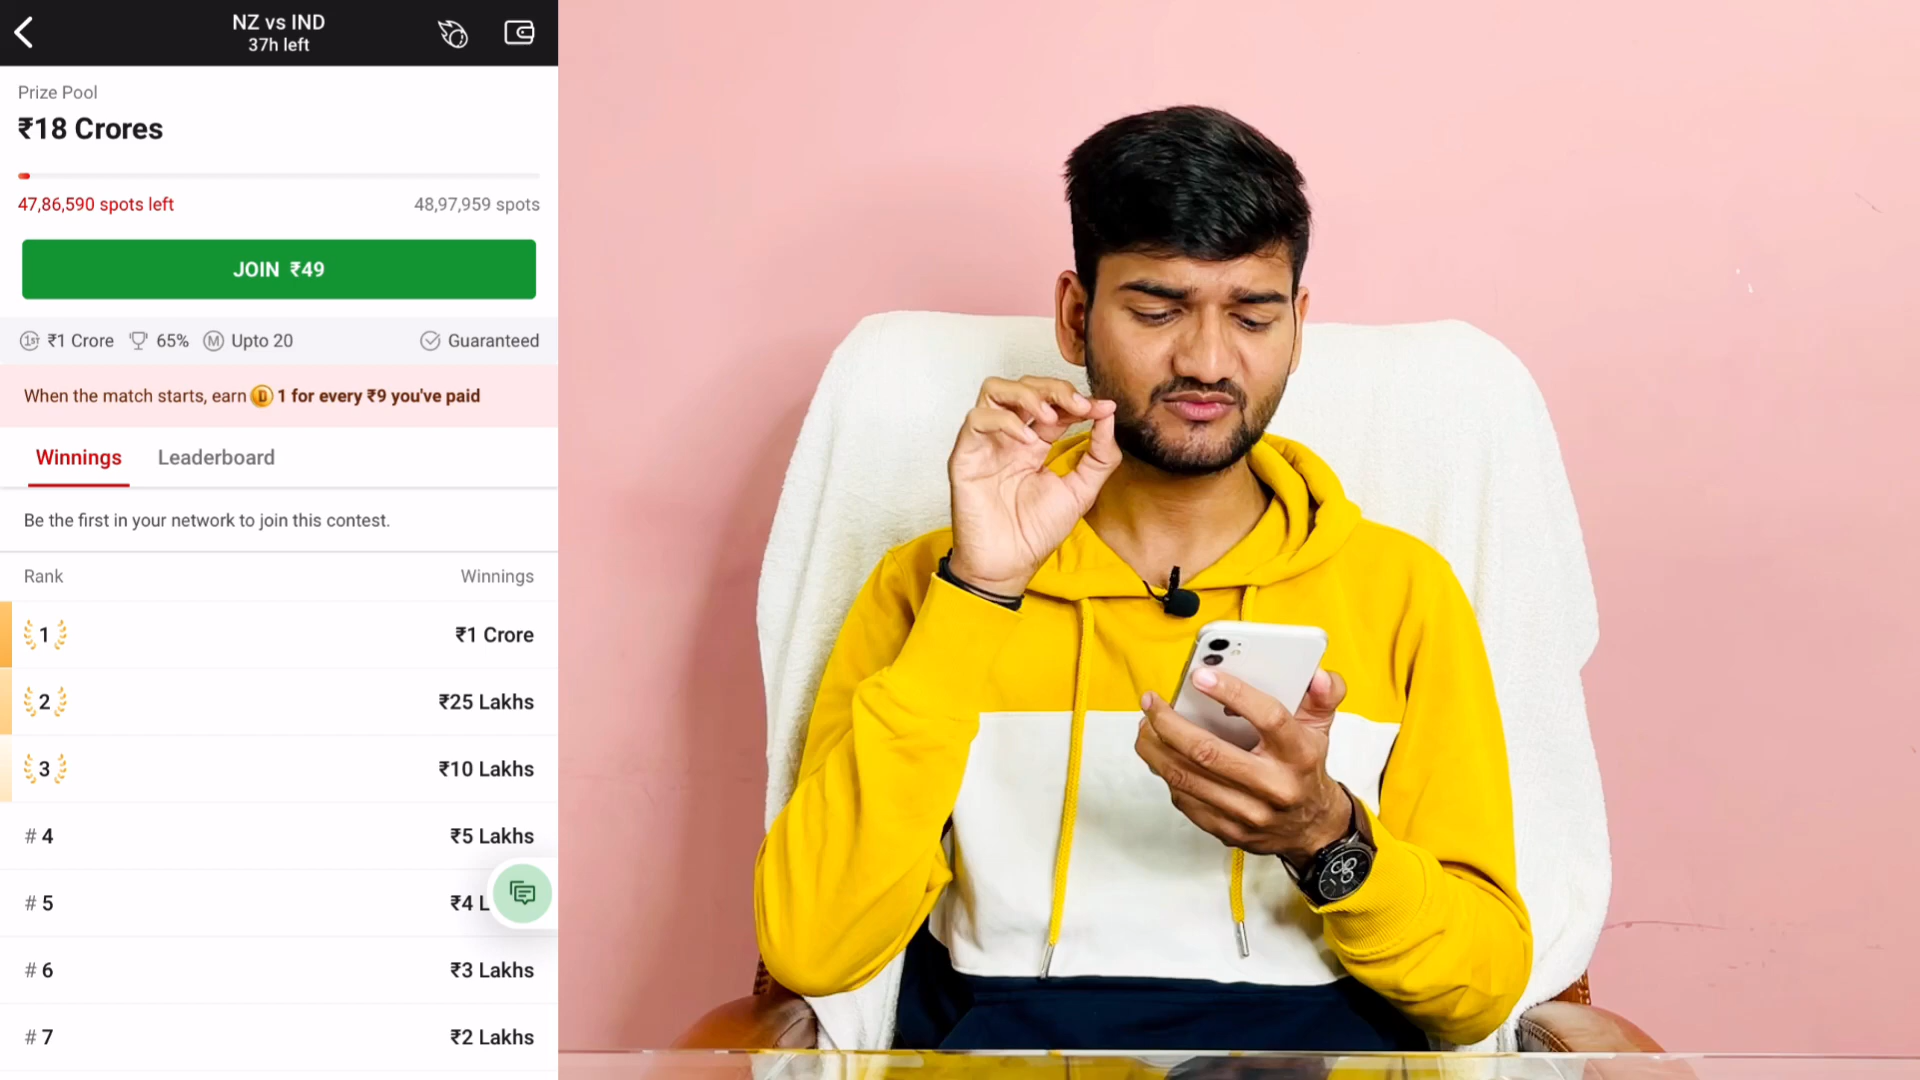 NZ vs IND
37h left
Prize Pool
₹18 Crores
47,86,590 spots left
48,97,959 spots
JOIN ₹49
1st ₹1 Crore 65% M Upto 20 Guaranteed
When the match starts, earn D 1 for every ₹9 you've paid
Winnings Leaderboard
Be the first in your network to join this contest.
Rank Winnings
1 ₹1 Crore
2 ₹25 Lakhs
3 ₹10 Lakhs
# 4 ₹5 Lakhs
# 5 ₹4 L
# 6 ₹3 Lakhs
# 7 ₹2 Lakhs